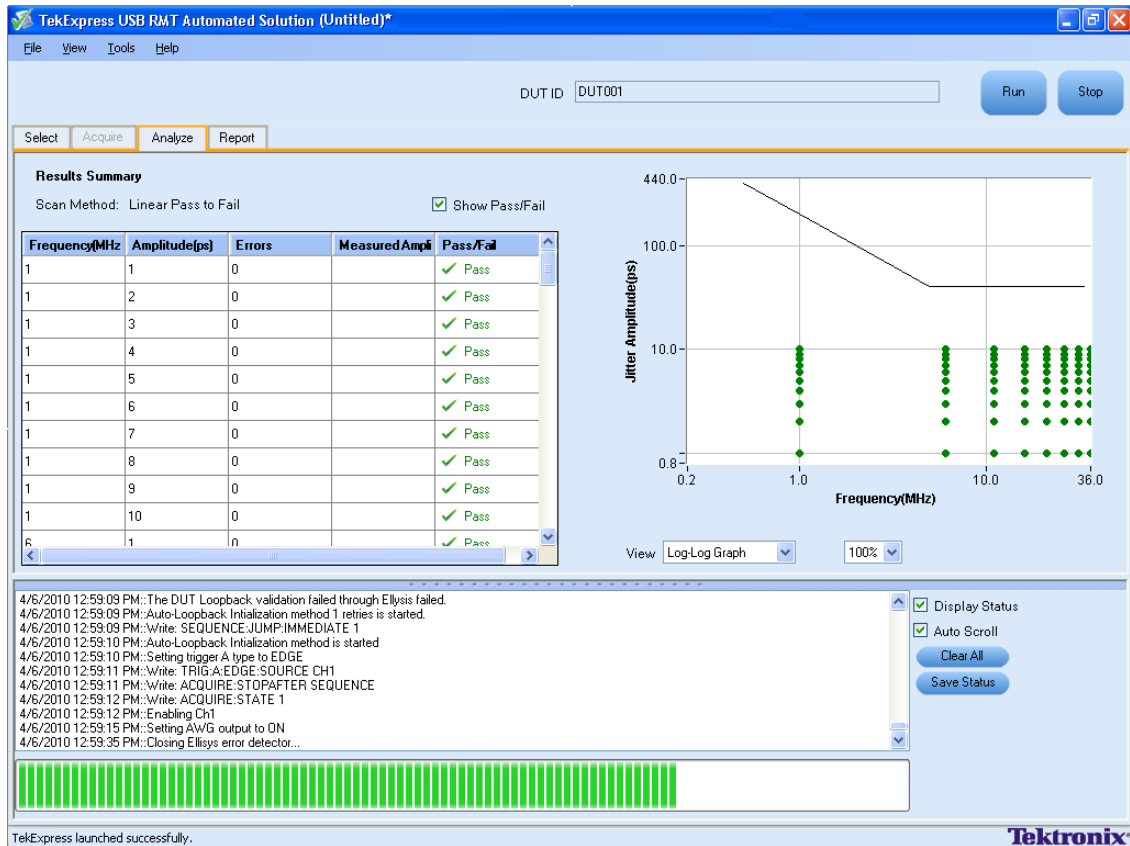 TekExpress USB RMT Automated Solution (Untitled)*
File View Tools Help
DUT ID DUT001 Run Stop
Select Acquire Analyze Report
Results Summary
Scan Method: Linear Pass to Fail Show Pass/Fail
Frequency(MHz Amplitude(ps) Errors Measured Ampli Pass/Fail
1 1 0 Pass
1 2 0 Pass
1 3 0 Pass
1 4 0 Pass
1 5 0 Pass
1 6 0 Pass
1 7 0 Pass
1 8 0 Pass
1 9 0 Pass
1 10 0 Pass
6 1 0 Pass
440.0
100.0
10.0
0.8
Jitter Amplitude(ps)
0.2 1.0 10.0 36.0
Frequency(MHz)
View Log-Log Graph 100%
4/6/2010 12:59:09 PM::The DUT Loopback validation failed through Ellysis failed.
4/6/2010 12:59:09 PM::Auto-Loopback Intialization method 1 retries is started.
4/6/2010 12:59:09 PM::Write: SEQUENCE:JUMP:IMMEDIATE 1
4/6/2010 12:59:10 PM::Auto-Loopback Intialization method is started
4/6/2010 12:59:10 PM::Setting trigger A type to EDGE
4/6/2010 12:59:11 PM::Write: TRIG:A:EDGE:SOURCE CH1
4/6/2010 12:59:11 PM::Write: ACQUIRE:STOPAFTER SEQUENCE
4/6/2010 12:59:12 PM::Write: ACQUIRE:STATE 1
4/6/2010 12:59:12 PM::Enabling Ch1
4/6/2010 12:59:15 PM::Setting AWG output to ON
4/6/2010 12:59:35 PM::Closing Ellisys error detector...
Display Status
Auto Scroll
Clear All
Save Status
TekExpress launched successfully.
Tektronix